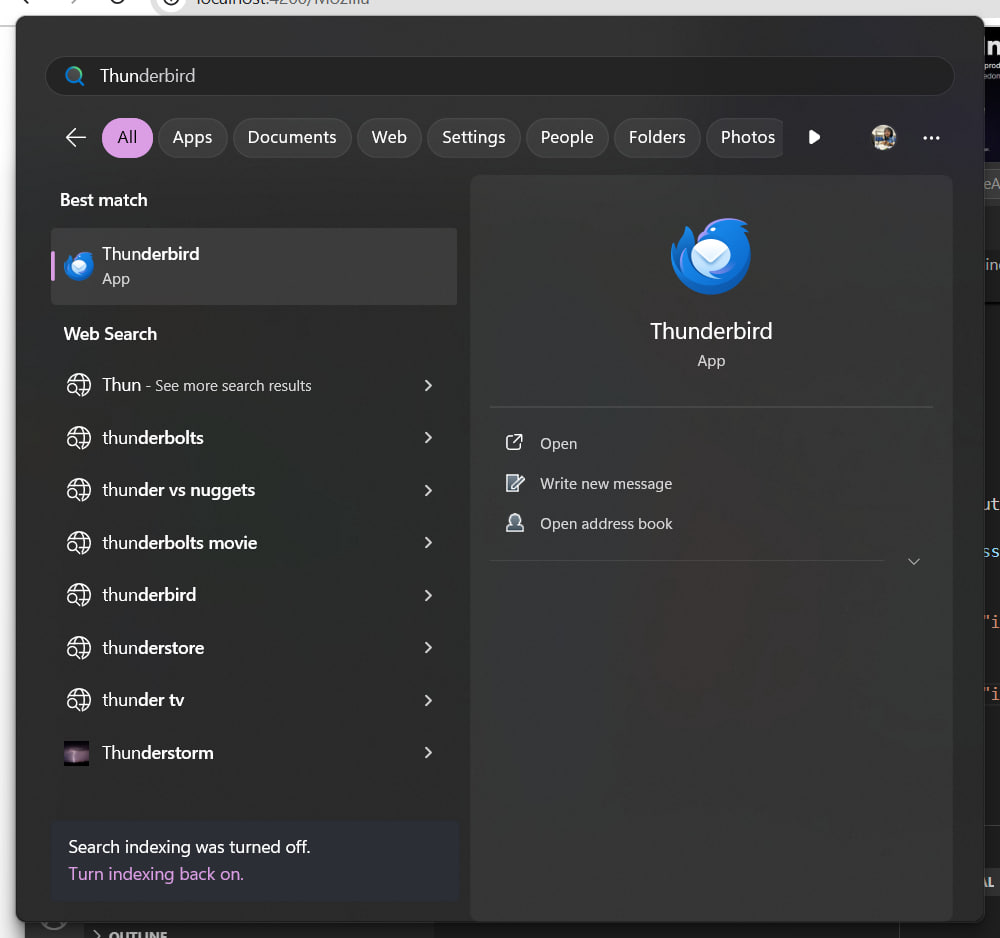 localhost:4200/Mozilla
Thunderbird
All
Apps
Documents
Web
Settings
People
Folders
Photos
Best match
Thunderbird
App
Web Search
Thun - See more search results
thunderbolts
thunder vs nuggets
thunderbolts movie
thunderbird
thunderstore
thunder tv
Thunderstorm
Search indexing was turned off.
Turn indexing back on.
Thunderbird
App
Open
Write new message
Open address book
OUTLINE